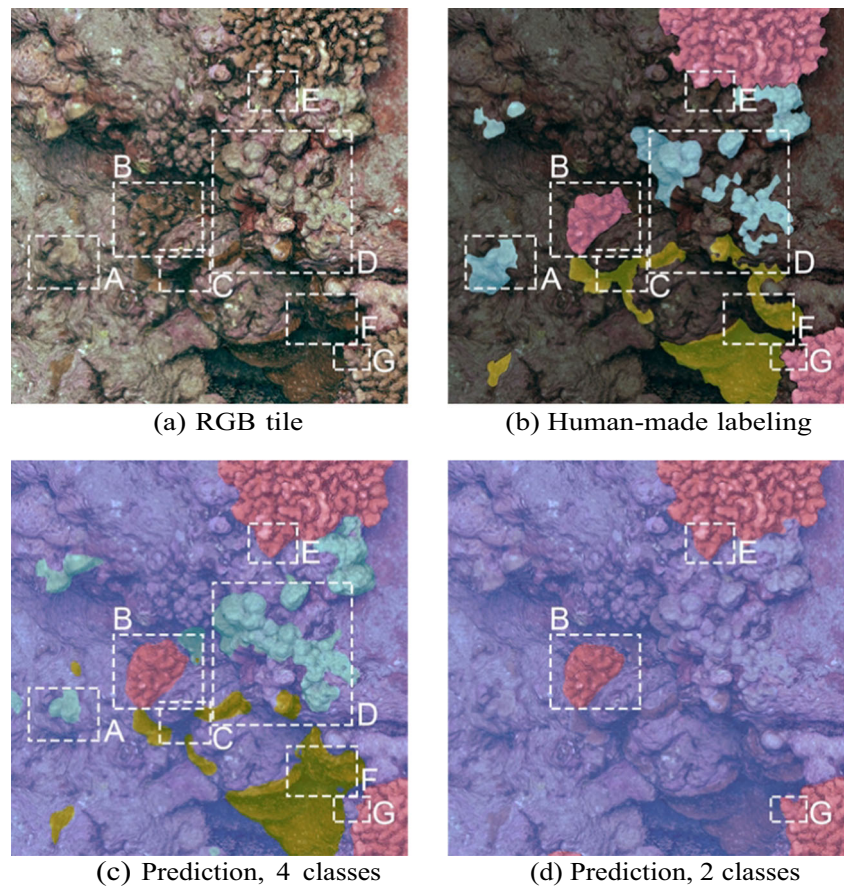 E
B
D
A
C
F
G
(a) RGB tile
E
B
D
A
C
F
G
(b) Human-made labeling
E
B
D
A
C
F
G
(c) Prediction, 4 classes
E
B
G
(d) Prediction, 2 classes